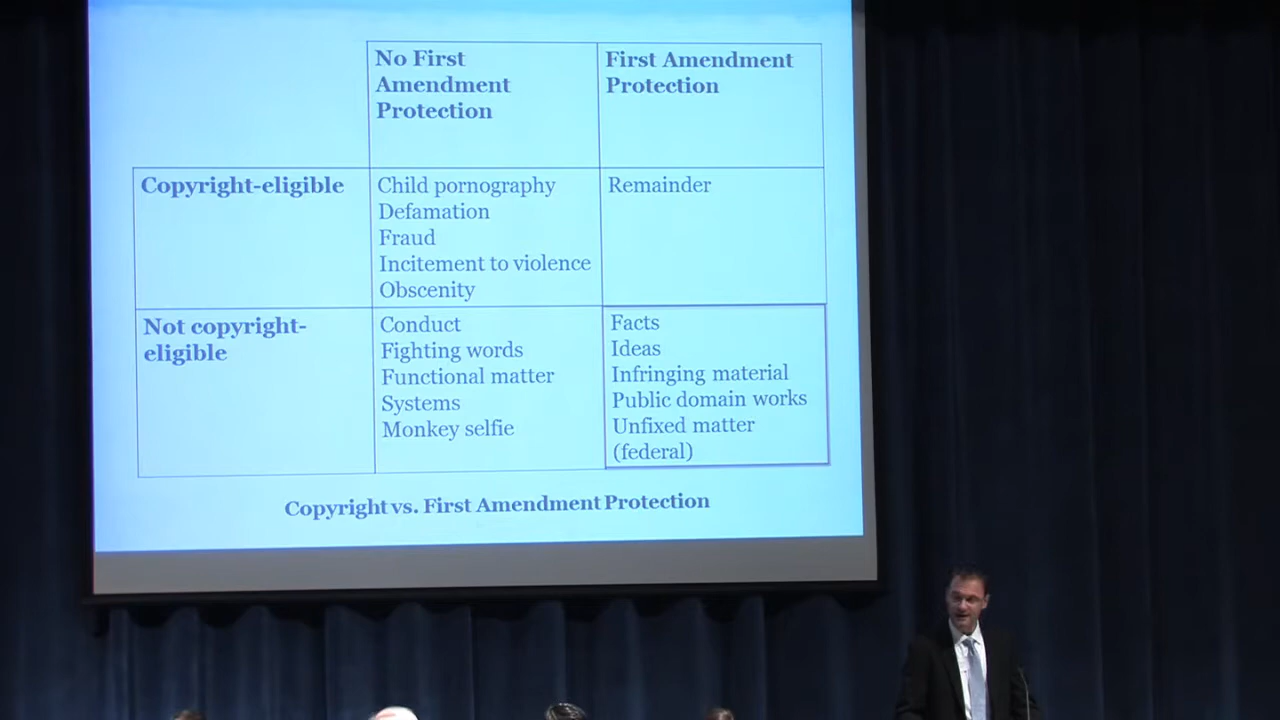 No First
Amendment
Protection
First Amendment
Protection
Copyright-eligible
Child pornography
Defamation
Fraud
Incitement to violence
Obscenity
Remainder
Not copyright-
eligible
Conduct
Fighting words
Functional matter
Systems
Monkey selfie
Facts
Ideas
Infringing material
Public domain works
Unfixed matter
(federal)
Copyright vs. First Amendment Protection